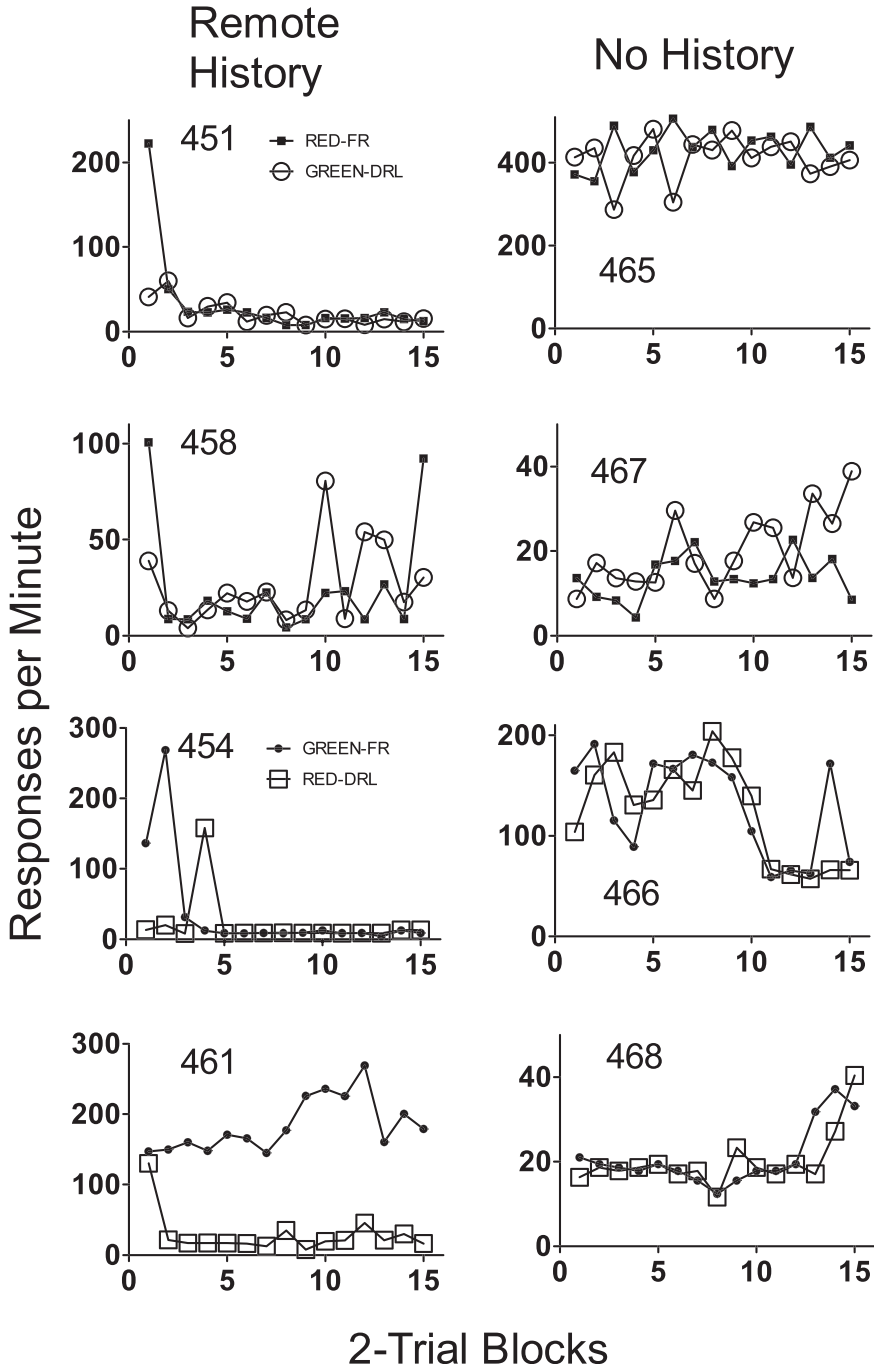 Remote
History
No History
451
RED-FR
GREEN-DRL
200
100
0
0 5 10 15
465
400
200
0
0 5 10 15
458
100
50
0
0 5 10 15
467
40
20
0
0 5 10 15
454
GREEN-FR
RED-DRL
300
200
100
0
0 5 10 15
466
200
100
0
0 5 10 15
461
300
200
100
0
0 5 10 15
468
40
20
0
0 5 10 15
Responses per Minute
2-Trial Blocks